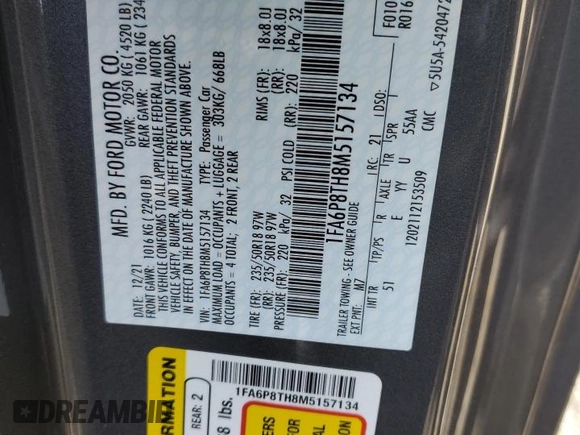 MFD. BY FORD MOTOR CO.
12/21 GVWR: 2050 KG ( 4520 LB)
FRONT GAWR: 1016 KG (2240 LB) REAR GAWR: 1061 KG ( 234
THIS VEHICLE CONFORMS TO ALL APPLICABLE FEDERAL MOTOR
VEHICLE SAFETY, BUMPER, AND THEFT PREVENTION STANDARDS
IN EFFECT ON THE DATE OF MANUFACTURE SHOWN ABOVE.
VIN: 1FA6P8TH8M5157134 TYPE: Passenger Car
MAXIMUM LOAD = OCCUPANTS + LUGGAGE = 303KG/ 668LB
OCCUPANTS = 4 TOTAL; 2 FRONT, 2 REAR
TIRE (FR): 235/50R18 97W RIMS (FR): 18x8.0J
(RR): 235/50R18 97W (RR): 18x8.0J
PRESSURE (FR): 220 kPa/ 32 PSI COLD (RR): 220 kPa/ 32
1FA6P8TH8M5157134
TRAILER TOWING - SEE OWNER GUIDE
EXT PNT: M7 RC: 21 DSO:
INT TR TP/PS R AXLE TR SPR
51 E YY U 55AA
1202112153509 CMC
F010
R016
5U5A-5420472
REAR: 2
8 lbs.
1FA6P8TH8M5157134
DREAMBID